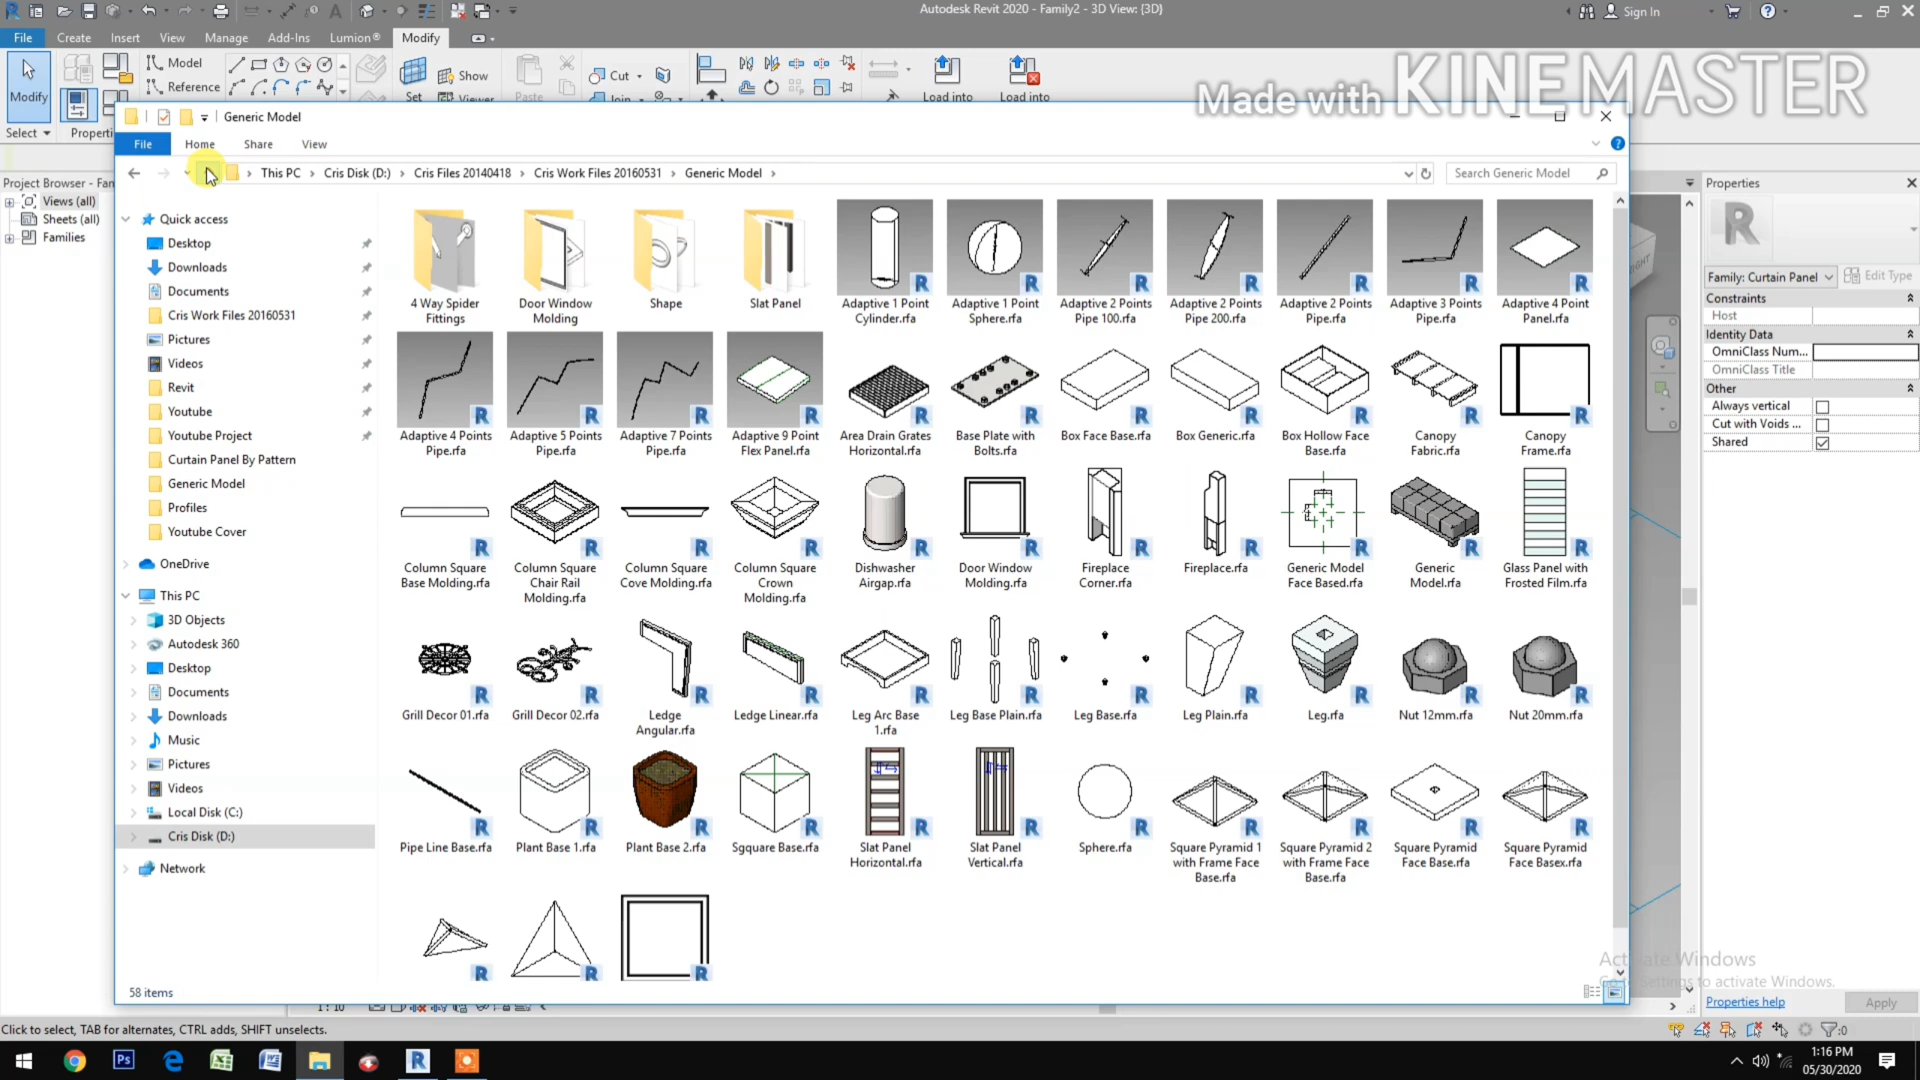 Autodesk Revit 2020 - Family2 - 3D View: {3D}
Sign In
File Create Insert View Manage Add-Ins Lumion® Modify
Modify
Model
Reference
Set
Show
Viewer
Paste
Cut
Join
Load into
Load into
Select
Properti
Made with KINEMASTER
Generic Model
File Home Share View
This PC Cris Disk (D:) Cris Files 20140418 Cris Work Files 20160531 Generic Model
Search Generic Model
Project Browser - Fan
Views (all)
Sheets (all)
Families
Quick access
Desktop
Downloads
Documents
Cris Work Files 20160531
Pictures
Videos
Revit
Youtube
Youtube Project
Curtain Panel By Pattern
Generic Model
Profiles
Youtube Cover
OneDrive
This PC
3D Objects
Autodesk 360
Desktop
Documents
Downloads
Music
Pictures
Videos
Local Disk (C:)
Cris Disk (D:)
Network
4 Way Spider Fittings
Door Window Molding
Shape
Slat Panel
Adaptive 1 Point Cylinder.rfa
Adaptive 1 Point Sphere.rfa
Adaptive 2 Points Pipe 100.rfa
Adaptive 2 Points Pipe 200.rfa
Adaptive 2 Points Pipe.rfa
Adaptive 3 Points Pipe.rfa
Adaptive 4 Point Panel.rfa
Adaptive 4 Points Pipe.rfa
Adaptive 5 Points Pipe.rfa
Adaptive 7 Points Pipe.rfa
Adaptive 9 Point Flex Panel.rfa
Area Drain Grates Horizontal.rfa
Base Plate with Bolts.rfa
Box Face Base.rfa
Box Generic.rfa
Box Hollow Face Base.rfa
Canopy Fabric.rfa
Canopy Frame.rfa
Column Square Base Molding.rfa
Column Square Chair Rail Molding.rfa
Column Square Cove Molding.rfa
Column Square Crown Molding.rfa
Dishwasher Airgap.rfa
Door Window Molding.rfa
Fireplace Corner.rfa
Fireplace.rfa
Generic Model Face Based.rfa
Generic Model.rfa
Glass Panel with Frosted Film.rfa
Grill Decor 01.rfa
Grill Decor 02.rfa
Ledge Angular.rfa
Ledge Linear.rfa
Leg Arc Base 1.rfa
Leg Base Plain.rfa
Leg Base.rfa
Leg Plain.rfa
Leg.rfa
Nut 12mm.rfa
Nut 20mm.rfa
Pipe Line Base.rfa
Plant Base 1.rfa
Plant Base 2.rfa
Sgquare Base.rfa
Slat Panel Horizontal.rfa
Slat Panel Vertical.rfa
Sphere.rfa
Square Pyramid 1 with Frame Face Base.rfa
Square Pyramid 2 with Frame Face Base.rfa
Square Pyramid Face Base.rfa
Square Pyramid Face Basex.rfa
58 items
RIGHT
Properties
Family: Curtain Panel
Edit Type
Constraints
Host
Identity Data
OmniClass Num...
OmniClass Title
Other
Always vertical
Cut with Voids ...
Shared
Activate Windows
Go to Settings to activate Windows.
Properties help
Apply
1 : 10
Click to select, TAB for alternates, CTRL adds, SHIFT unselects.
:0
1:16 PM
05/30/2020